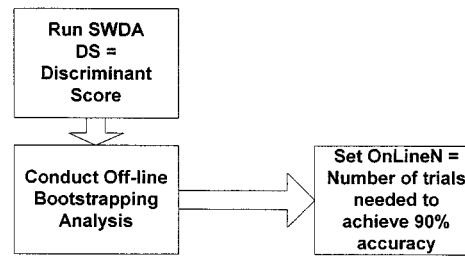 Run SWDA
DS =
Discriminant
Score
Conduct Off-line
Bootstrapping
Analysis
Set OnLineN =
Number of trials
needed to
achieve 90%
accuracy